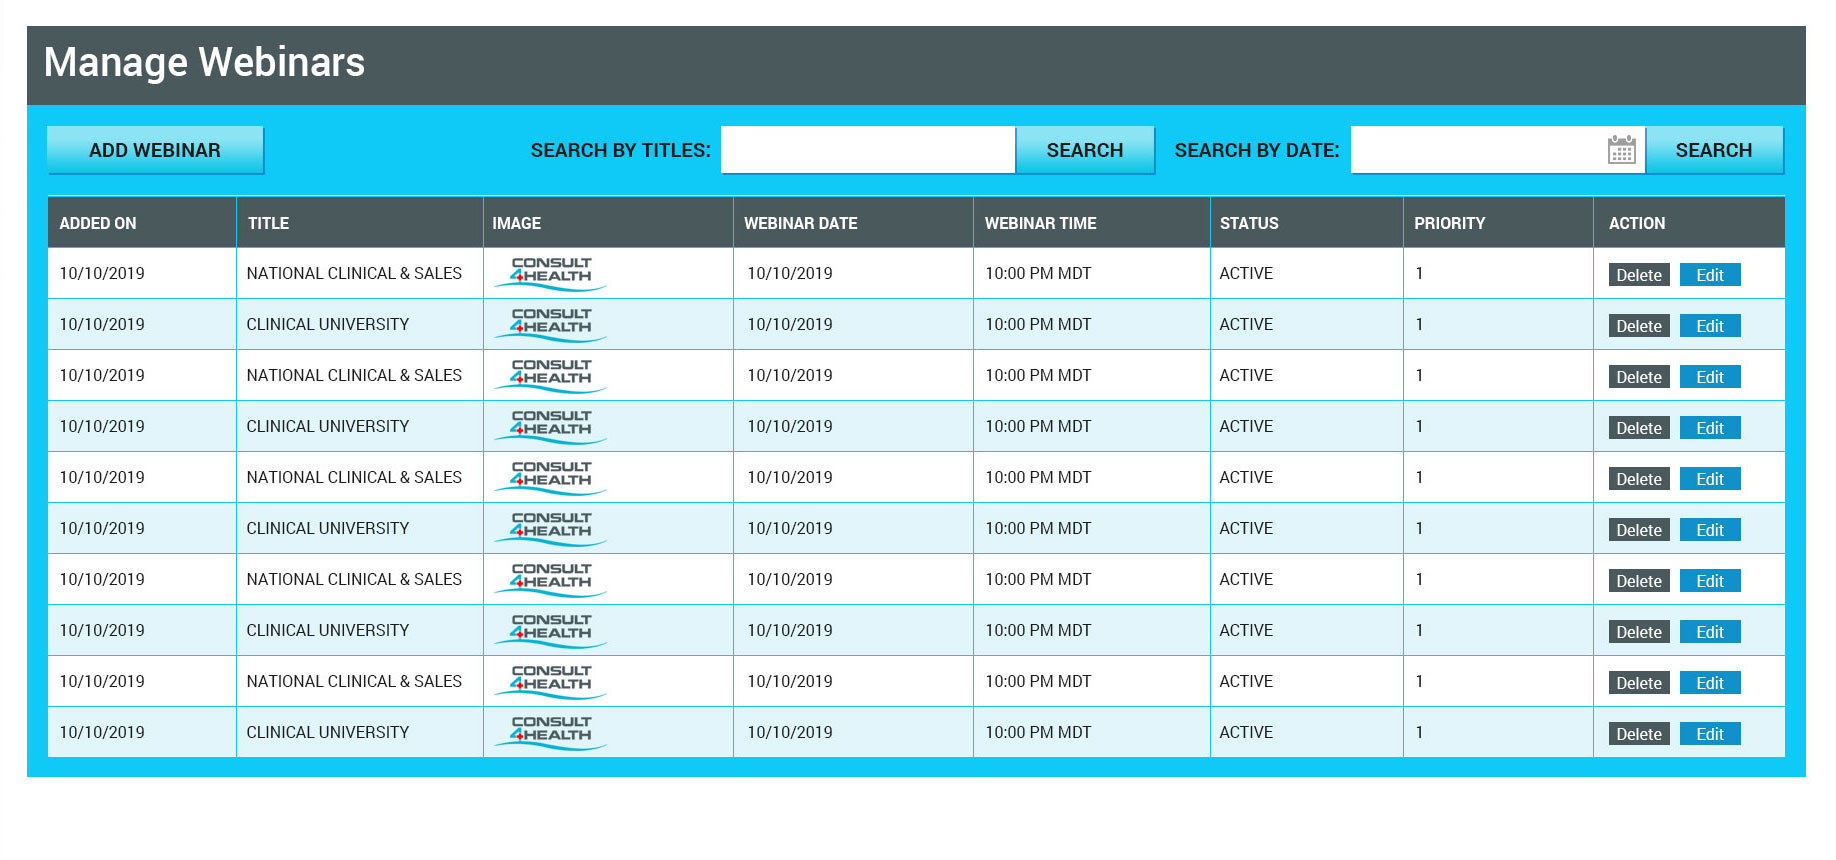 Manage Webinars
ADD WEBINAR SEARCH BY TITLES: SEARCH SEARCH BY DATE: SEARCH
ADDED ON TITLE IMAGE WEBINAR DATE WEBINAR TIME STATUS PRIORITY ACTION
10/10/2019 NATIONAL CLINICAL & SALES CONSULT 4HEALTH 10/10/2019 10:00 PM MDT ACTIVE 1 Delete Edit
10/10/2019 CLINICAL UNIVERSITY CONSULT 4HEALTH 10/10/2019 10:00 PM MDT ACTIVE 1 Delete Edit
10/10/2019 NATIONAL CLINICAL & SALES CONSULT 4HEALTH 10/10/2019 10:00 PM MDT ACTIVE 1 Delete Edit
10/10/2019 CLINICAL UNIVERSITY CONSULT 4HEALTH 10/10/2019 10:00 PM MDT ACTIVE 1 Delete Edit
10/10/2019 NATIONAL CLINICAL & SALES CONSULT 4HEALTH 10/10/2019 10:00 PM MDT ACTIVE 1 Delete Edit
10/10/2019 CLINICAL UNIVERSITY CONSULT 4HEALTH 10/10/2019 10:00 PM MDT ACTIVE 1 Delete Edit
10/10/2019 NATIONAL CLINICAL & SALES CONSULT 4HEALTH 10/10/2019 10:00 PM MDT ACTIVE 1 Delete Edit
10/10/2019 CLINICAL UNIVERSITY CONSULT 4HEALTH 10/10/2019 10:00 PM MDT ACTIVE 1 Delete Edit
10/10/2019 NATIONAL CLINICAL & SALES CONSULT 4HEALTH 10/10/2019 10:00 PM MDT ACTIVE 1 Delete Edit
10/10/2019 CLINICAL UNIVERSITY CONSULT 4HEALTH 10/10/2019 10:00 PM MDT ACTIVE 1 Delete Edit